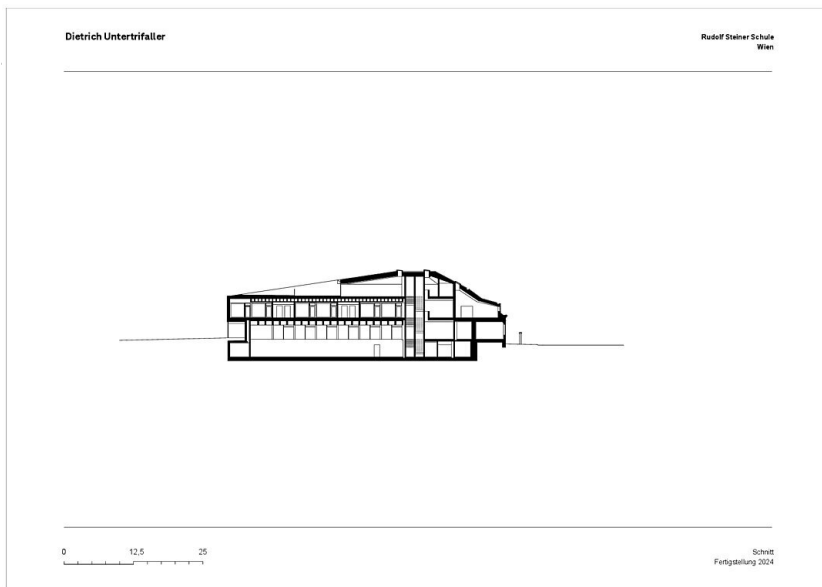 Dietrich Untertrifaller
Rudolf Steiner Schule
Wien
0 12,5 25
Schnitt
Fertigstellung 2024